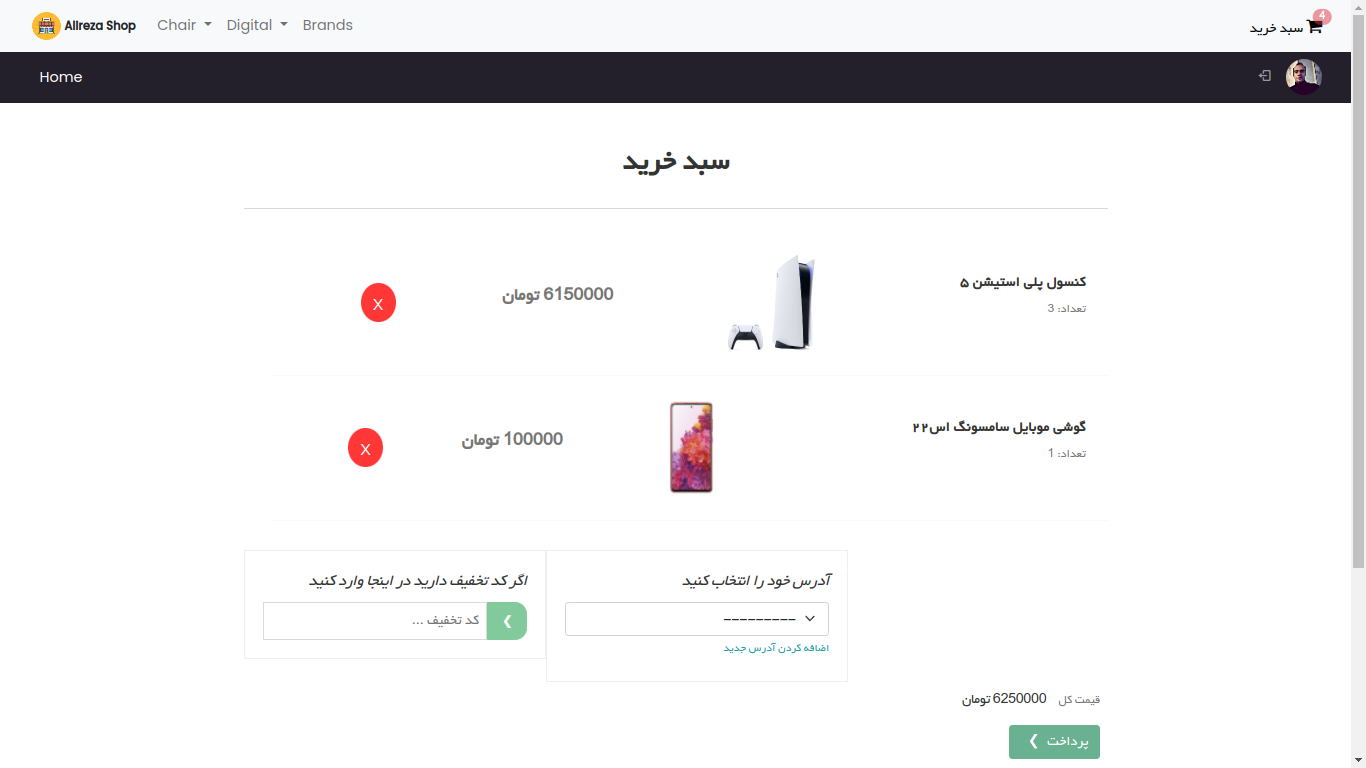 Alireza Shop Chair Digital Brands
سبد خرید 4
Home
سبد خرید
کنسول پلی استیشن ۵
تعداد: 3
6150000 تومان
X
گوشی موبایل سامسونگ اس۲۲
تعداد: 1
100000 تومان
X
آدرس خود را انتخاب کنید
---------
اضافه کردن آدرس جدید
اگر کد تخفیف دارید در اینجا وارد کنید
کد تخفیف ...
❯
قیمت کل 6250000 تومان
پرداخت ❯